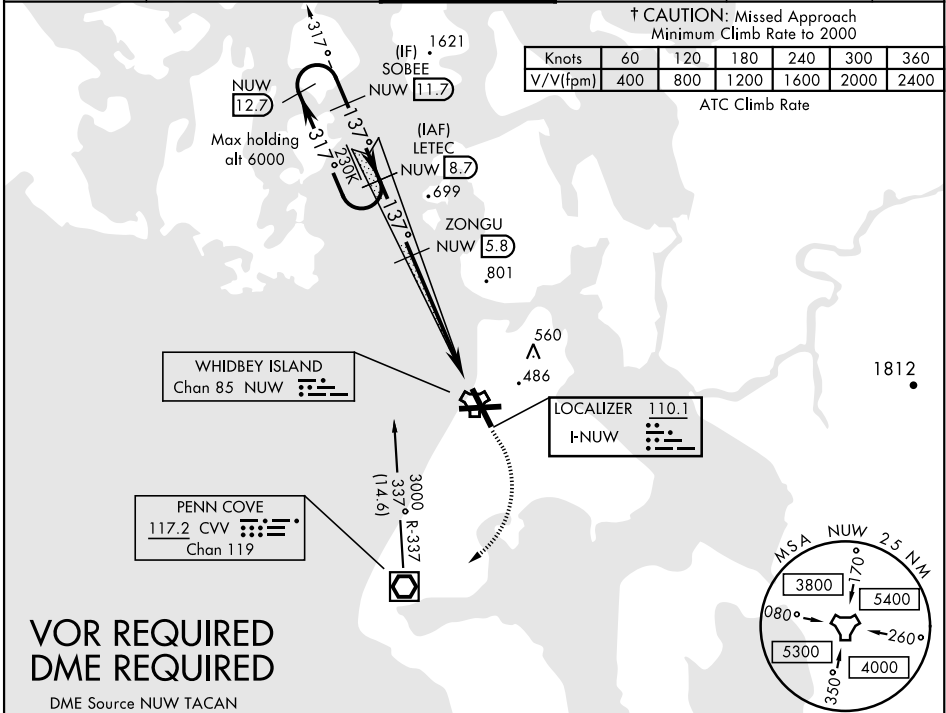 † CAUTION: Missed Approach
Minimum Climb Rate to 2000
Knots 60 120 180 240 300 360
V/V(fpm) 400 800 1200 1600 2000 2400
ATC Climb Rate
317°
1621
(IF)
SOBEE
NUW 11.7
NUW
12.7
Max holding
alt 6000
137°
317°
230K
(IAF)
LETEC
NUW 8.7
699
137°
ZONGU
NUW 5.8
801
560
486
1812
WHIDBEY ISLAND
Chan 85 NUW
LOCALIZER 110.1
I-NUW
3000
337° R-337
(14.6)
PENN COVE
117.2 CVV
Chan 119
MSA NUW 25 NM
3800
170°
5400
080°
260°
5300
350°
4000
VOR REQUIRED
DME REQUIRED
DME Source NUW TACAN